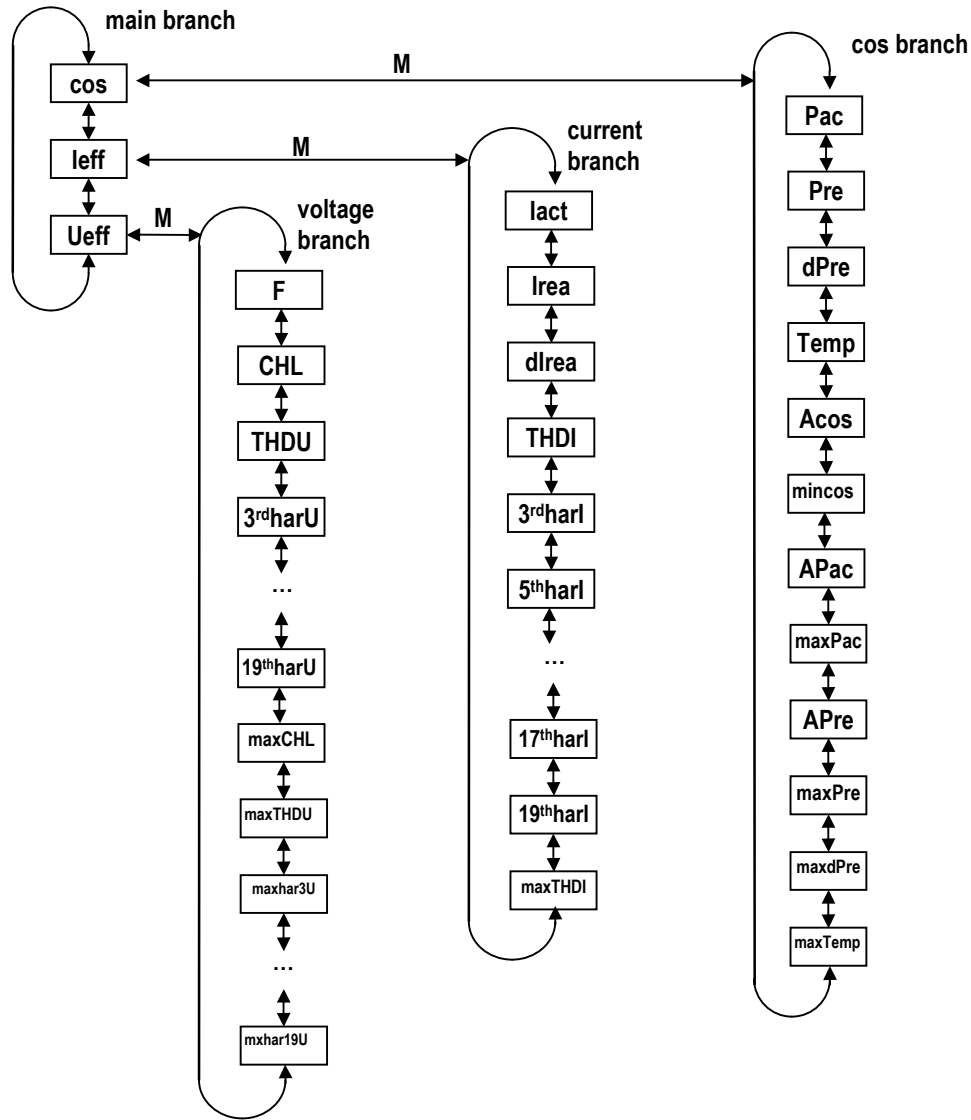 main branch
cos
Ieff
Ueff
M
M
M
voltage
branch
F
CHL
THDU
3rdharU
...
19thharU
maxCHL
maxTHDU
maxhar3U
...
mxhar19U
current
branch
Iact
Irea
dIrea
THDI
3rdharI
5thharI
...
17thharI
19thharI
maxTHDI
cos branch
Pac
Pre
dPre
Temp
Acos
mincos
APac
maxPac
APre
maxPre
maxdPre
maxTemp